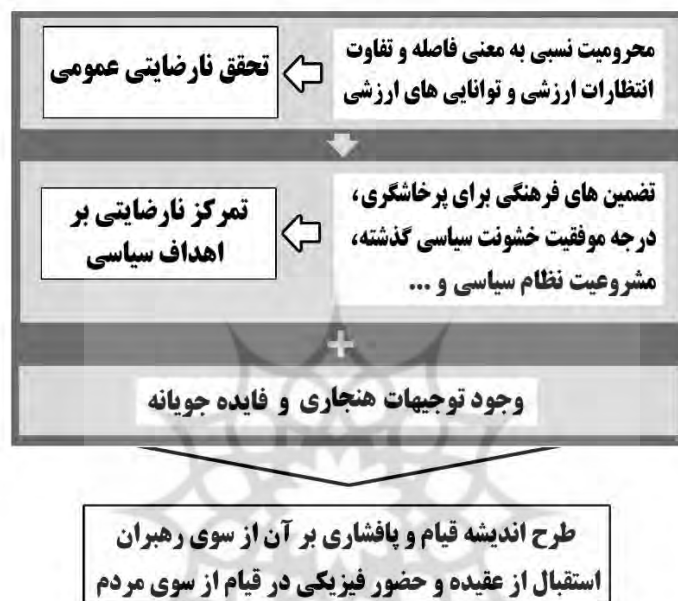 محرومیت نسبی به معنی فاصله و تفاوت
انتظارات ارزشی و توانایی های ارزشی
تحقق نارضایتی عمومی
تضمین های فرهنگی برای پرخاشگری،
درجه موفقیت خشونت سیاسی گذشته،
مشروعیت نظام سیاسی و ...
تمرکز نارضایتی بر
اهداف سیاسی
+
وجود توجیهات هنجاری و فایده جویانه
طرح اندیشه قیام و پافشاری بر آن از سوی رهبران
استقبال از عقیده و حضور فیزیکی در قیام از سوی مردم